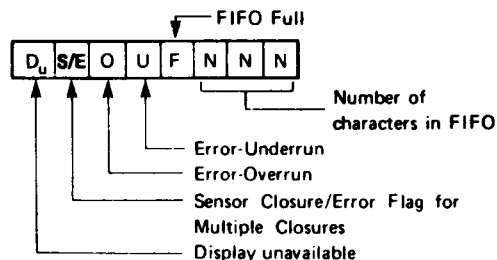 FIFO Full
Du S/E O U F N N N
Number of
characters in FIFO
Error-Underrun
Error-Overrun
Sensor Closure/Error Flag for
Multiple Closures
Display unavailable